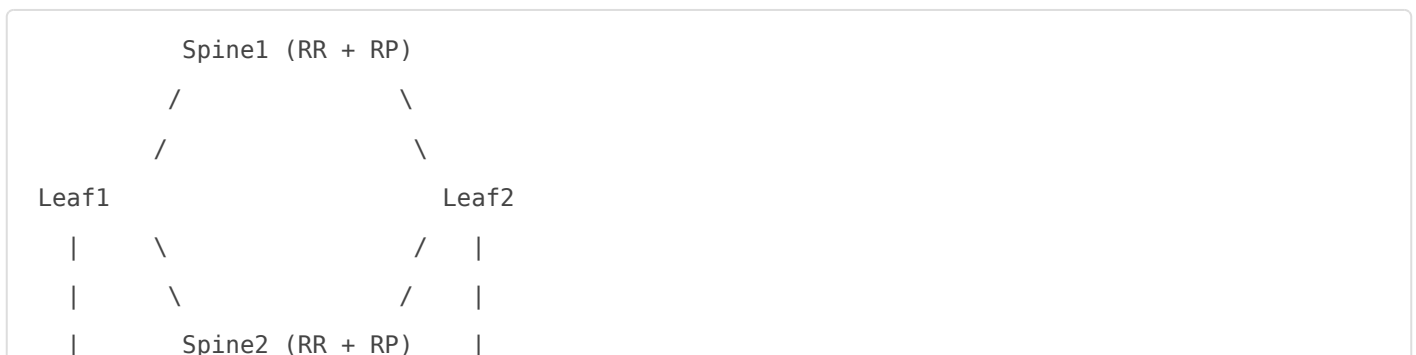 Spine1 (RR + RP)
/ \
/ \
Leaf1 Leaf2
| \ / |
| \ / |
| Spine2 (RR + RP) |